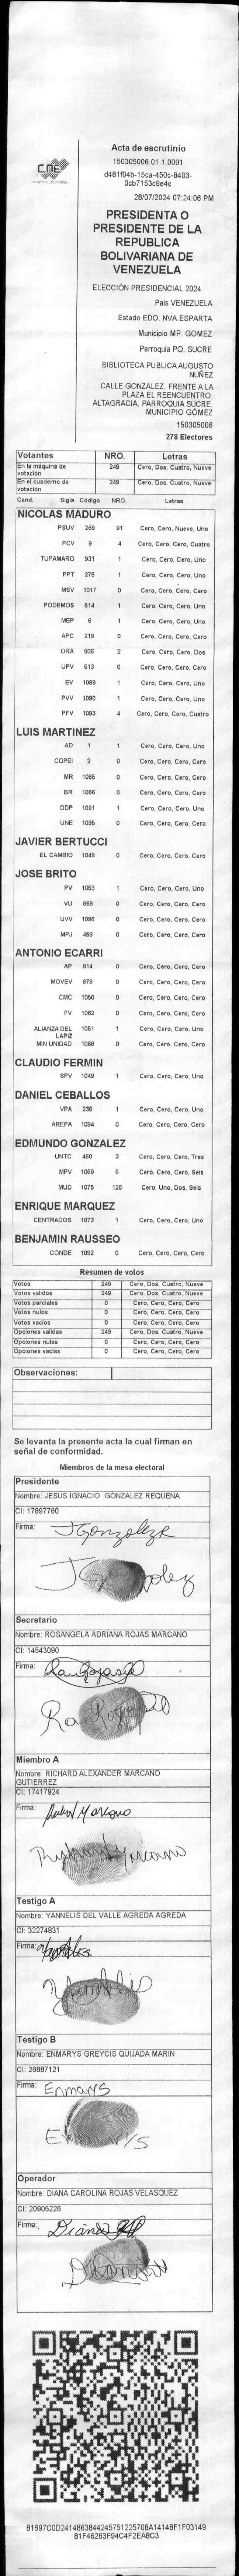 CNE
Acta de escrutinio
150305006.01.1.0001
d481f04b-15ca-450c-8403-
0cb7153c9e4c
28/07/2024 07:24:06 PM
PRESIDENTA O
PRESIDENTE DE LA
REPUBLICA
BOLIVARIANA DE
VENEZUELA
ELECCIÓN PRESIDENCIAL 2024
Pais VENEZUELA
Estado EDO. NVA.ESPARTA
Municipio MP. GOMEZ
Parroquia PQ. SUCRE
BIBLIOTECA PUBLICA AUGUSTO
NUÑEZ
CALLE GONZALEZ, FRENTE A LA
PLAZA EL REENCUENTRO,
ALTAGRACIA, PARROQUIA SUCRE,
MUNICIPIO GÓMEZ
150305006
278 Electores
Votantes NRO. Letras
En la máquina de votación 249 Cero, Dos, Cuatro, Nueve
En el cuaderno de votación 249 Cero, Dos, Cuatro, Nueve
Cand. Sigla Código NRO. Letras
NICOLAS MADURO
PSUV 269 91 Cero, Cero, Nueve, Uno
PCV 9 4 Cero, Cero, Cero, Cuatro
TUPAMARO 931 1 Cero, Cero, Cero, Uno
PPT 276 1 Cero, Cero, Cero, Uno
MSV 1017 0 Cero, Cero, Cero, Cero
PODEMOS 514 1 Cero, Cero, Cero, Uno
MEP 6 1 Cero, Cero, Cero, Uno
APC 219 0 Cero, Cero, Cero, Cero
ORA 906 2 Cero, Cero, Cero, Dos
UPV 513 0 Cero, Cero, Cero, Cero
EV 1089 1 Cero, Cero, Cero, Uno
PVV 1090 1 Cero, Cero, Cero, Uno
PFV 1093 4 Cero, Cero, Cero, Cuatro
LUIS MARTINEZ
AD 1 1 Cero, Cero, Cero, Uno
COPEI 2 0 Cero, Cero, Cero, Cero
MR 1065 0 Cero, Cero, Cero, Cero
BR 1066 0 Cero, Cero, Cero, Cero
DDP 1091 1 Cero, Cero, Cero, Uno
UNE 1095 0 Cero, Cero, Cero, Cero
JAVIER BERTUCCI
EL CAMBIO 1048 0 Cero, Cero, Cero, Cero
JOSE BRITO
PV 1053 1 Cero, Cero, Cero, Uno
VU 868 0 Cero, Cero, Cero, Cero
UVV 1096 0 Cero, Cero, Cero, Cero
MPJ 458 0 Cero, Cero, Cero, Cero
ANTONIO ECARRI
AP 814 0 Cero, Cero, Cero, Cero
MOVEV 876 0 Cero, Cero, Cero, Cero
CMC 1050 0 Cero, Cero, Cero, Cero
FV 1082 0 Cero, Cero, Cero, Cero
ALIANZA DEL LAPIZ 1051 1 Cero, Cero, Cero, Uno
MIN UNIDAD 1068 0 Cero, Cero, Cero, Cero
CLAUDIO FERMIN
SPV 1049 1 Cero, Cero, Cero, Uno
DANIEL CEBALLOS
VPA 236 1 Cero, Cero, Cero, Uno
AREPA 1094 0 Cero, Cero, Cero, Cero
EDMUNDO GONZALEZ
UNTC 460 3 Cero, Cero, Cero, Tres
MPV 1069 6 Cero, Cero, Cero, Seis
MUD 1075 126 Cero, Uno, Dos, Seis
ENRIQUE MARQUEZ
CENTRADOS 1073 1 Cero, Cero, Cero, Uno
BENJAMIN RAUSSEO
CONDE 1092 0 Cero, Cero, Cero, Cero
Resumen de votos
Votos 249 Cero, Dos, Cuatro, Nueve
Votos validos 249 Cero, Dos, Cuatro, Nueve
Votos parciales 0 Cero, Cero, Cero, Cero
Votos nulos 0 Cero, Cero, Cero, Cero
Votos vacios 0 Cero, Cero, Cero, Cero
Opciones validas 249 Cero, Dos, Cuatro, Nueve
Opciones nulas 0 Cero, Cero, Cero, Cero
Opciones vacias 0 Cero, Cero, Cero, Cero
Observaciones:
Se levanta la presente acta la cual firman en
señal de conformidad.
Miembros de la mesa electoral
Presidente
Nombre: JESUS IGNACIO GONZALEZ REQUENA
CI: 17897760
Firma: JGonzalezR
JGonzalez
Secretario
Nombre: ROSANGELA ADRIANA ROJAS MARCANO
CI: 14543090
Firma:
Miembro A
Nombre: RICHARD ALEXANDER MARCANO
GUTIERREZ
CI: 17417924
Firma: Marcano
Marcano
Testigo A
Nombre: YANNELIS DEL VALLE AGREDA AGREDA
CI: 32274831
Firma:
Testigo B
Nombre: ENMARYS GREYCIS QUIJADA MARIN
CI: 26887121
Firma: Enmarys
Enmarys
Operador
Nombre: DIANA CAROLINA ROJAS VELASQUEZ
CI: 20905226
Firma: Diana
81697C0D2414863844245751225708A14148F1F03149
81F46263F94C4F2EA8C3